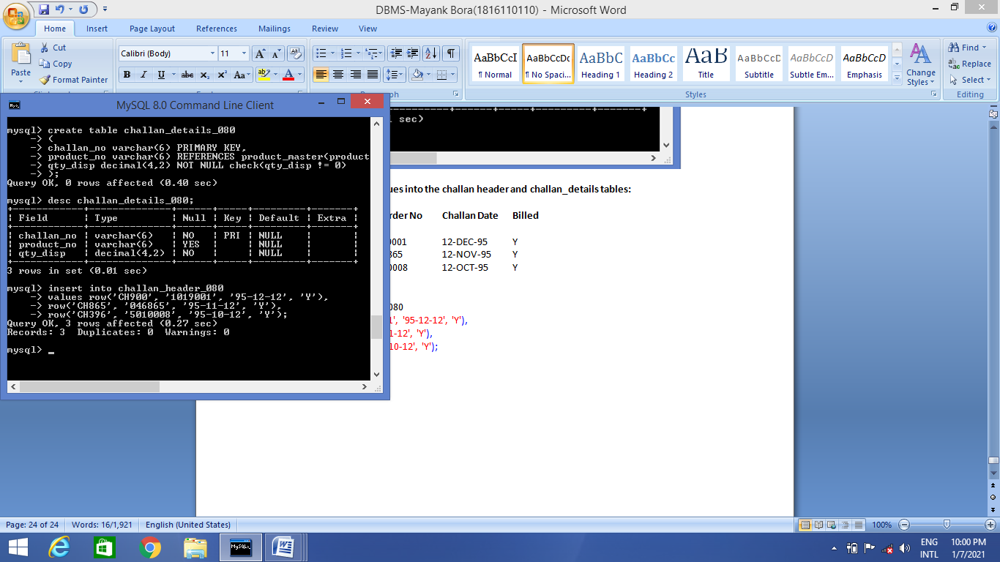 DBMS-Mayank Bora(1816110110) - Microsoft Word
Home Insert Page Layout References Mailings Review View
Paste
Cut
Copy
Format Painter
Calibri (Body) 11
AaBbCcI AaBbCcDc AaBbC AaBbCc AaB AaBbCcD AaBbCcD AaBbCcD
¶ Normal ¶ No Spaci... Heading 1 Heading 2 Title Subtitle Subtle Em... Emphasis
Change Styles
Find
Replace
Select
Styles
Editing
MySQL 8.0 Command Line Client
mysql> create table challan_details_080
-> (
-> challan_no varchar(6) PRIMARY KEY,
-> product_no varchar(6) REFERENCES product_master(product
-> qty_disp decimal(4,2) NOT NULL check(qty_disp != 0)
-> );
Query OK, 0 rows affected (0.40 sec)
mysql> desc challan_details_080;
+-------------+--------------+------+-----+---------+-------+
| Field | Type | Null | Key | Default | Extra |
+-------------+--------------+------+-----+---------+-------+
| challan_no | varchar(6) | NO | PRI | NULL | |
| product_no | varchar(6) | YES | | NULL | |
| qty_disp | decimal(4,2) | NO | | NULL | |
+-------------+--------------+------+-----+---------+-------+
3 rows in set (0.01 sec)
mysql> insert into challan_header_080
-> values row('CH900', '1019001', '95-12-12', 'Y'),
-> row('CH865', '046865', '95-11-12', 'Y'),
-> row('CH396', '5010008', '95-10-12', 'Y');
Query OK, 3 rows affected (0.27 sec)
Records: 3 Duplicates: 0 Warnings: 0
mysql> _
sec)
ues into the challan header and challan_details tables:
rder No Challan Date Billed
0001 12-DEC-95 Y
865 12-NOV-95 Y
0008 12-OCT-95 Y
080
1', '95-12-12', 'Y'),
1-12', 'Y'),
10-12', 'Y');
Page: 24 of 24 Words: 16/1,921 English (United States)
100%
ENG
INTL
10:00 PM
1/7/2021